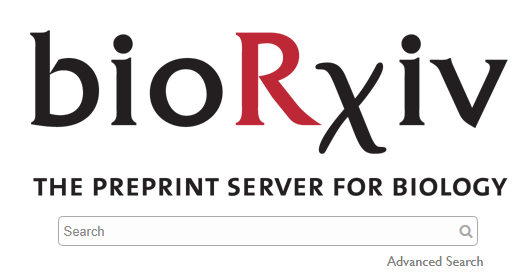 bioRχiv
THE PREPRINT SERVER FOR BIOLOGY
Search
Advanced Search